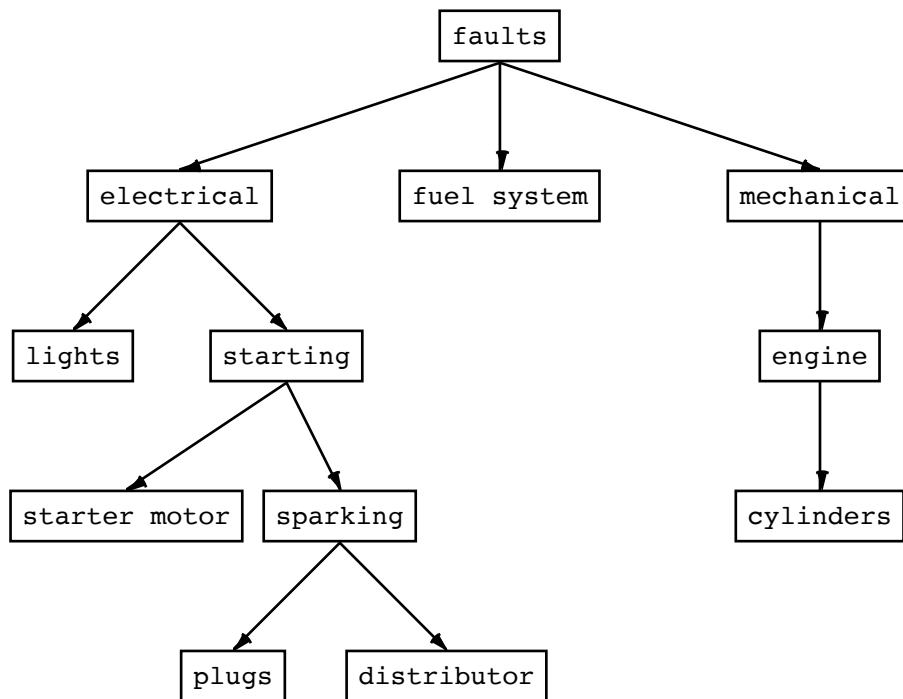 faults
electrical
fuel system
mechanical
lights
starting
engine
starter motor
sparking
cylinders
plugs
distributor